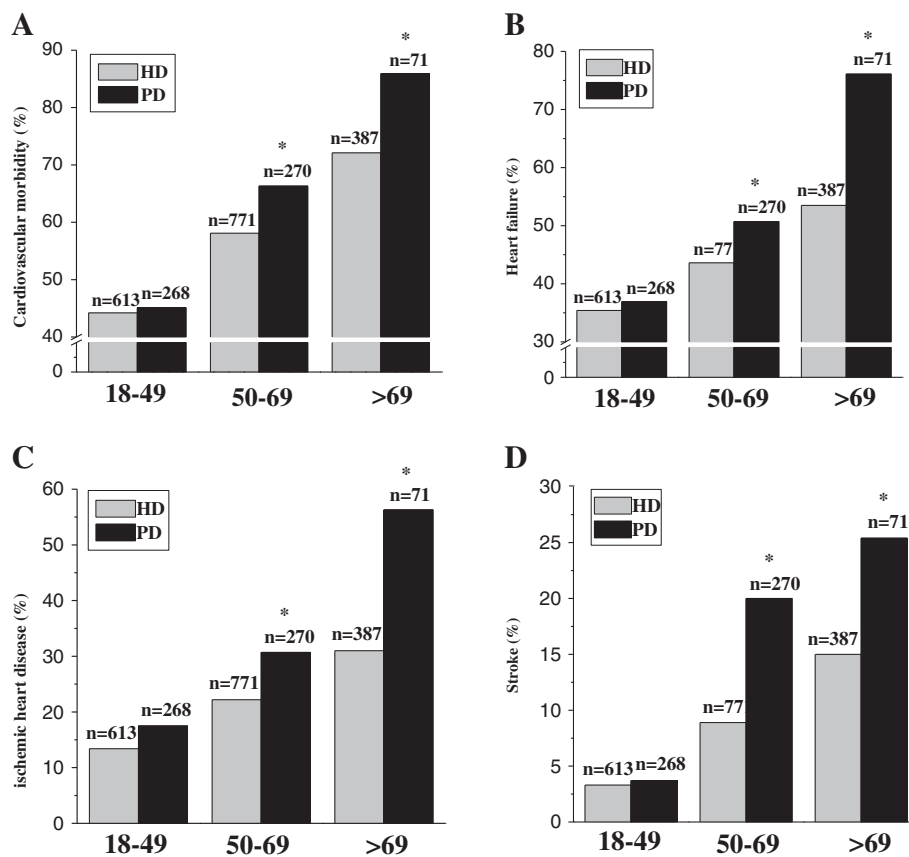 A
90
80
70
60
50
40
0
Cardiovascular morbidity (%)
HD
PD
n=613
n=268
n=771
*
n=270
n=387
*
n=71
18-49
50-69
>69
B
80
70
60
50
40
30
0
Heart failure (%)
HD
PD
n=613
n=268
n=77
*
n=270
n=387
*
n=71
18-49
50-69
>69
C
60
50
40
30
20
10
0
ischemic heart disease (%)
HD
PD
n=613
n=268
n=771
*
n=270
n=387
*
n=71
18-49
50-69
>69
D
30
25
20
15
10
5
0
Stroke (%)
HD
PD
n=613
n=268
n=77
*
n=270
n=387
*
n=71
18-49
50-69
>69